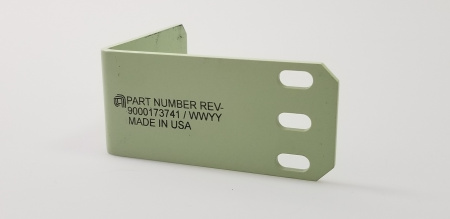 PART NUMBER REV-
9000173741 / WWYY
MADE IN USA